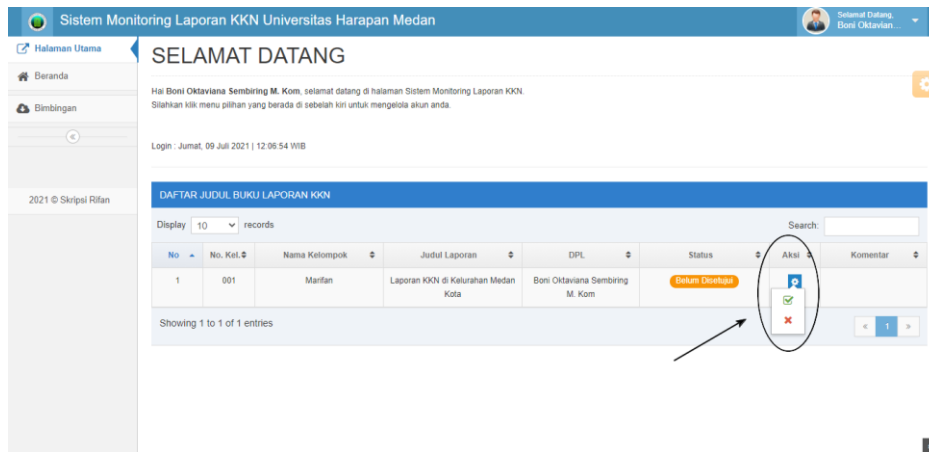 Sistem Monitoring Laporan KKN Universitas Harapan Medan
Selamat Datang,
Boni Oktavian...
Halaman Utama
Beranda
Bimbingan
2021 © Skripsi Rifan
SELAMAT DATANG
Hai Boni Oktaviana Sembiring M. Kom, selamat datang di halaman Sistem Monitoring Laporan KKN.
Silahkan klik menu pilihan yang berada di sebelah kiri untuk mengelola akun anda.
Login : Jumat, 09 Juli 2021 | 12:06:54 WIB
DAFTAR JUDUL BUKU LAPORAN KKN
Display 10 records Search:
No No. Kel. Nama Kelompok Judul Laporan DPL Status Aksi Komentar
1 001 Marifan Laporan KKN di Kelurahan Medan Boni Oktaviana Sembiring Belum Disetujui
Kota M. Kom
Showing 1 to 1 of 1 entries « 1 »